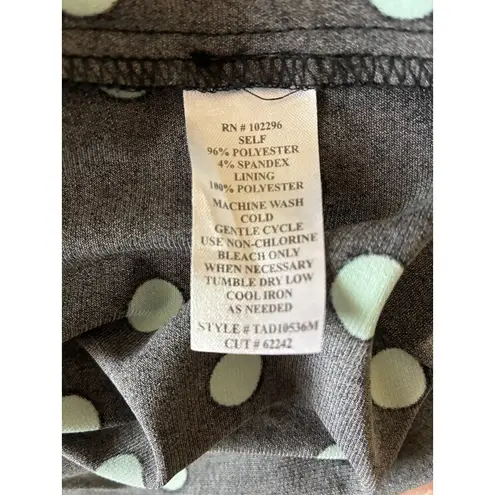 RN # 102296
SELF
96% POLYESTER
4% SPANDEX
LINING
100% POLYESTER
MACHINE WASH
COLD
GENTLE CYCLE
USE NON-CHLORINE
BLEACH ONLY
WHEN NECESSARY
TUMBLE DRY LOW
COOL IRON
AS NEEDED
STYLE # TAD10536M
CUT # 62242